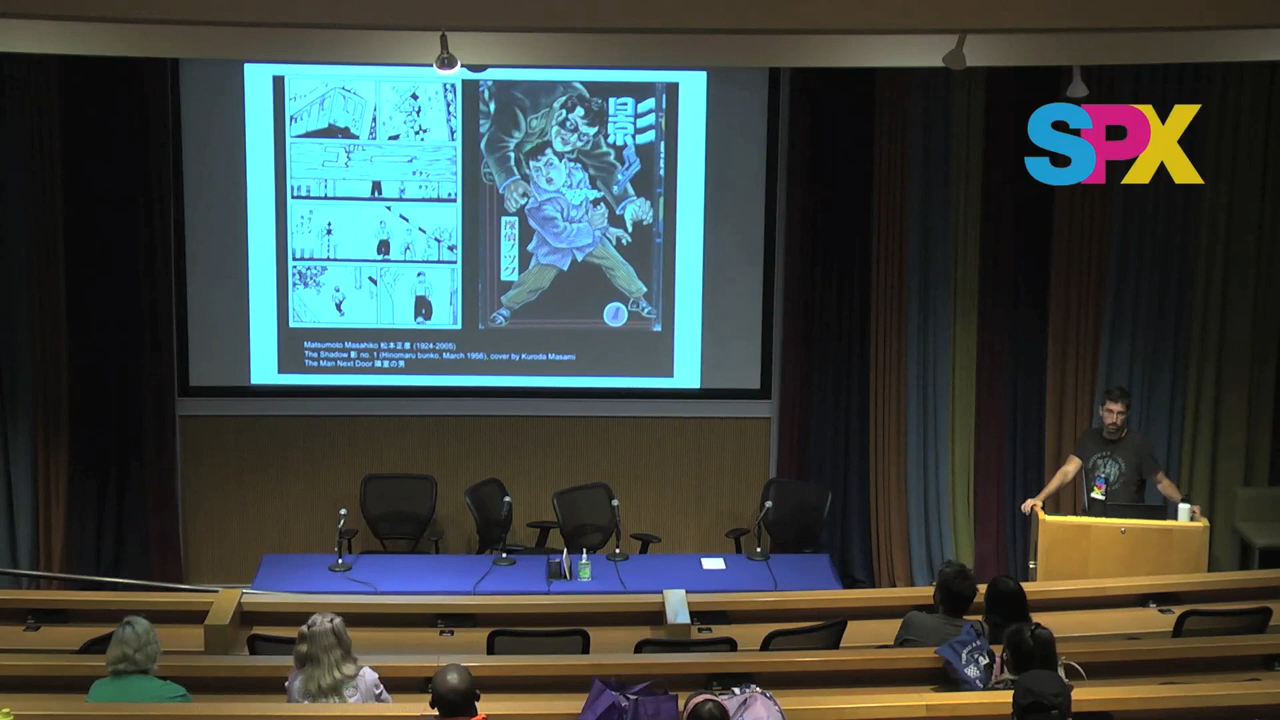 SPX
影
探偵ブック
1
Matsumoto Masahiko 松本正彦 (1924-2005)
The Shadow 影 no. 1 (Hinomaru bunko, March 1956), cover by Kuroda Masami
The Man Next Door 隣室の男